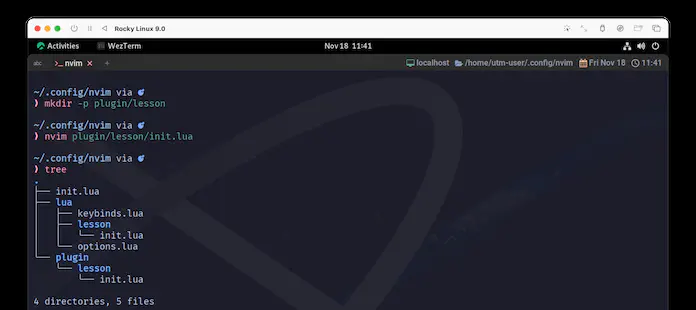 Rocky Linux 9.0
Activities WezTerm Nov 18 11:41
abc >_ nvim × + localhost /home/utm-user/.config/nvim Fri Nov 18 11:41
~/.config/nvim via
❯ mkdir -p plugin/lesson
~/.config/nvim via
❯ nvim plugin/lesson/init.lua
~/.config/nvim via
❯ tree
.
├── init.lua
├── lua
│   ├── keybinds.lua
│   ├── lesson
│   │   └── init.lua
│   └── options.lua
└── plugin
    └── lesson
        └── init.lua
4 directories, 5 files